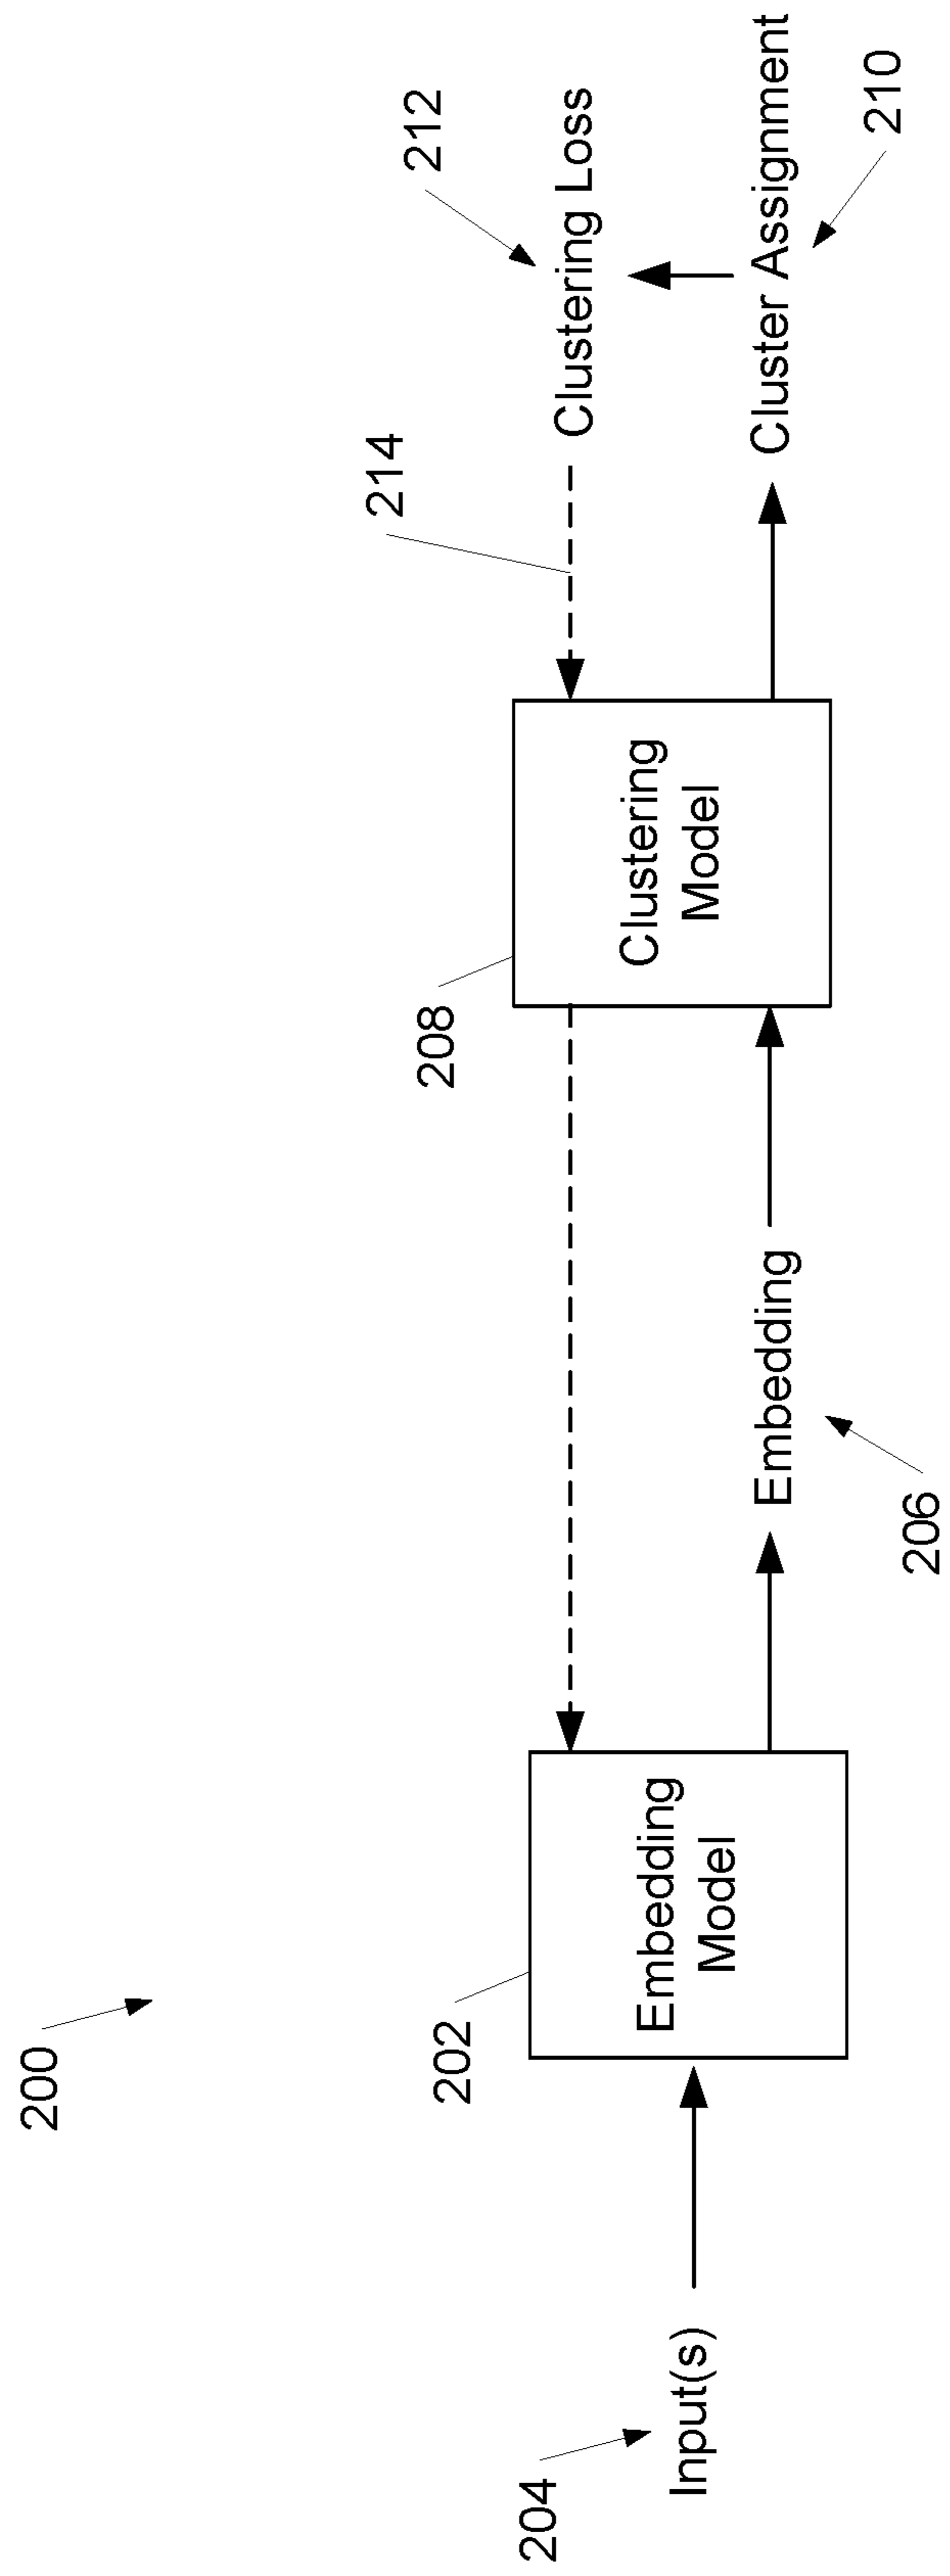 200
212
214
208
202
204
Clustering Loss
Input(s)
Embedding
Model
Clustering
Model
Embedding
Cluster Assignment
206
210